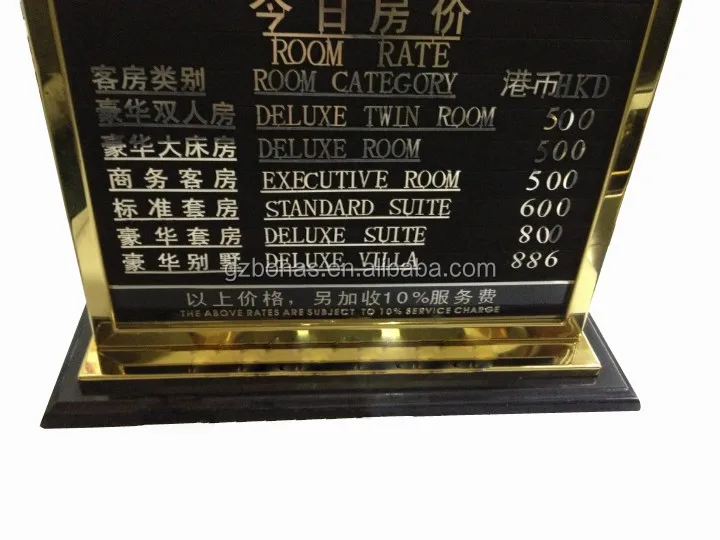 今日房价
ROOM RATE
客房类别 ROOM CATEGORY 港币HKD
豪华双人房 DELUXE TWIN ROOM 500
豪华大床房 DELUXE ROOM 500
商务客房 EXECUTIVE ROOM 500
标准套房 STANDARD SUITE 600
豪华套房 DELUXE SUITE 800
豪华别墅 DELUXE VILLA 886
gzbohas.en.alibaba.com
以上价格，另加收10%服务费
THE ABOVE RATES ARE SUBJECT TO 10% SERVICE CHARGE